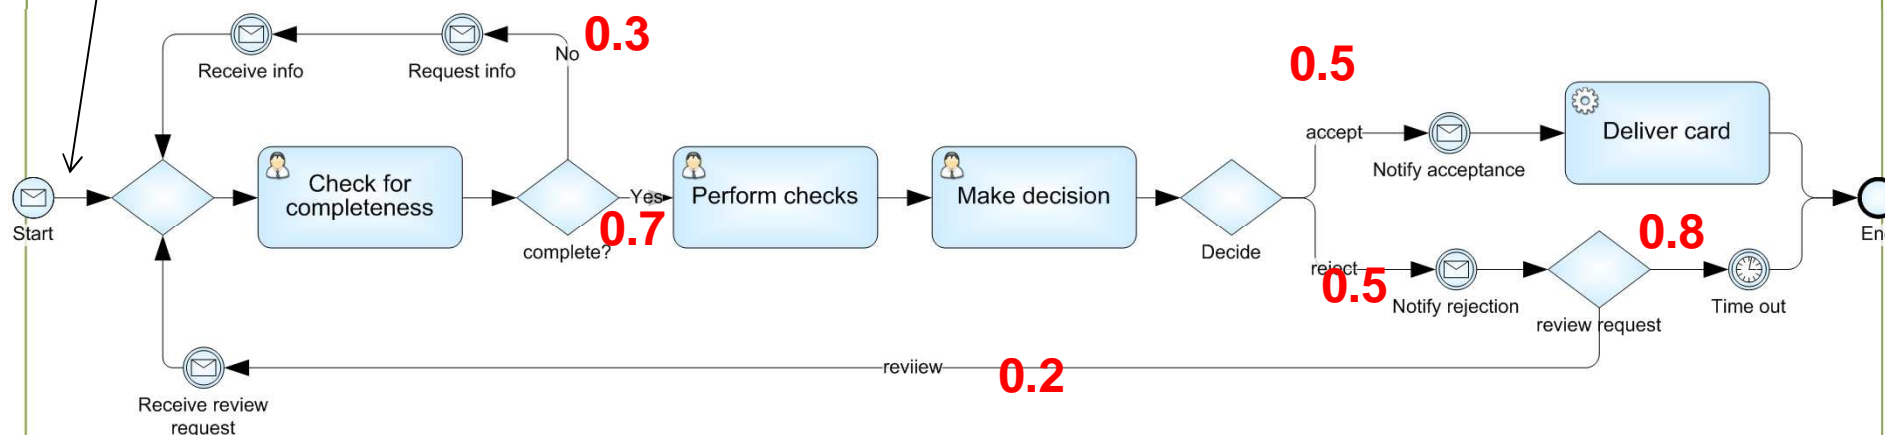 0.3
No
Receive info
Request info
0.5
accept
Deliver card
Notify acceptance
Start
Check for
completeness
complete?
Yes
0.7
Perform checks
Make decision
Decide
reject
0.5
Notify rejection
review request
0.8
Time out
reviiew
0.2
Receive review
request